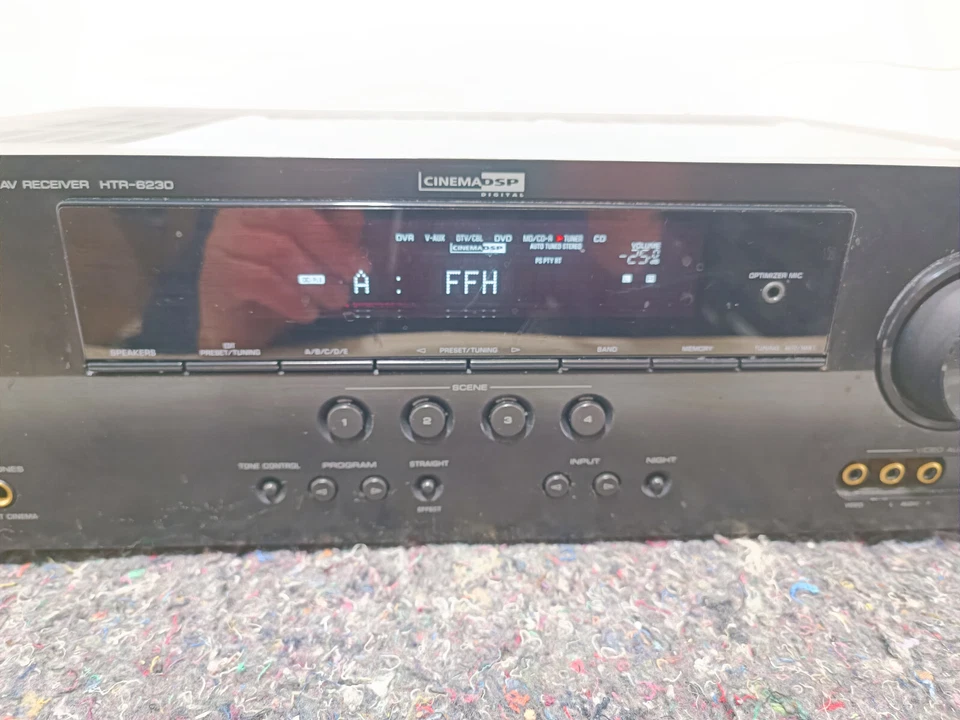 AV RECEIVER HTR-6230
CINEMA DSP
DIGITAL
DVR V-AUX DTV/CBL DVD MD/CD-R TUNER CD
CINEMA DSP
AUTO TUNED STEREO
VOLUME
PS PTY RT
A : FFH
OPTIMIZER MIC
SPEAKERS
PRESET/TUNING
A/B/C/D/E
◁ PRESET/TUNING ▷
BAND
MEMORY
SCENE
1 2 3 4
TONE CONTROL PROGRAM STRAIGHT
EFFECT
INPUT NIGHT
CINEMA
VIDEO